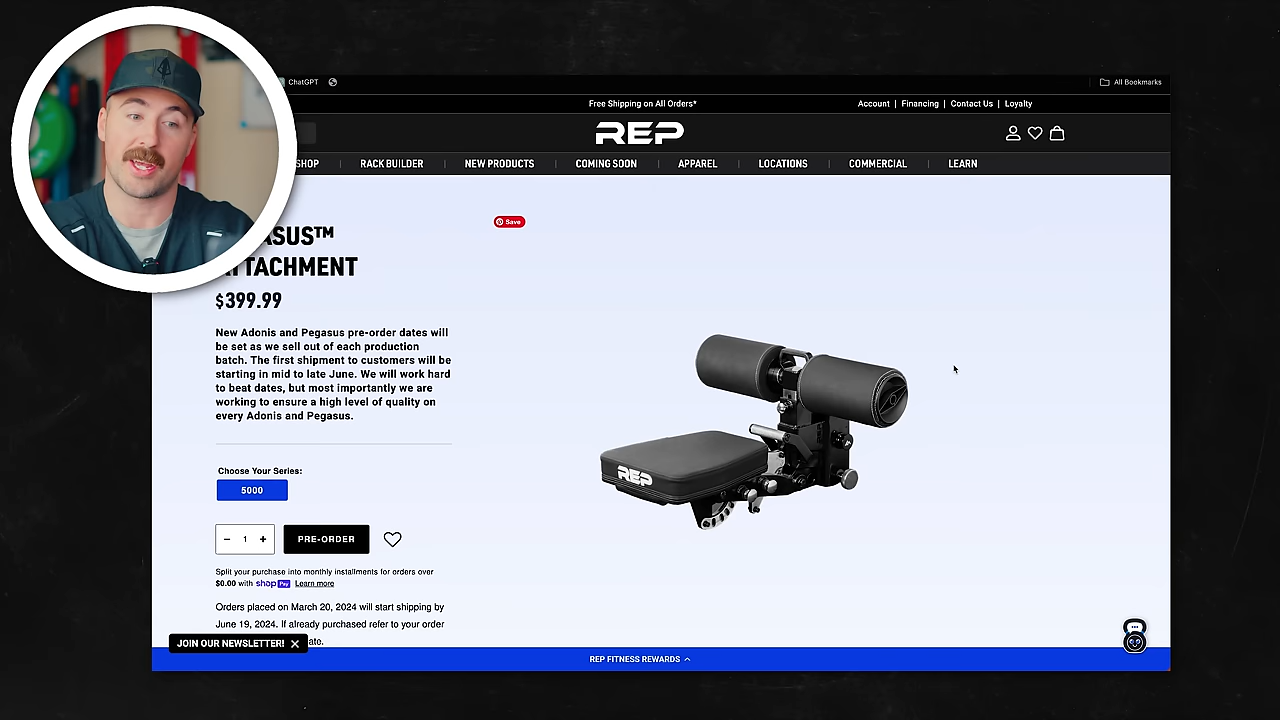 ChatGPT
All Bookmarks
Free Shipping on All Orders*
Account | Financing | Contact Us | Loyalty
REP
SHOP | RACK BUILDER | NEW PRODUCTS | COMING SOON | APPAREL | LOCATIONS | COMMERCIAL | LEARN
Save
$399.99
New Adonis and Pegasus pre-order dates will
be set as we sell out of each production
batch. The first shipment to customers will be
starting in mid to late June. We will work hard
to beat dates, but most importantly we are
working to ensure a high level of quality on
every Adonis and Pegasus.
REP
REP
Choose Your Series:
5000
− 1 +
PRE-ORDER
Split your purchase into monthly installments for orders over
$0.00 with shop Pay Learn more
Orders placed on March 20, 2024 will start shipping by
June 19, 2024. If already purchased refer to your order
JOIN OUR NEWSLETTER!
REP FITNESS REWARDS